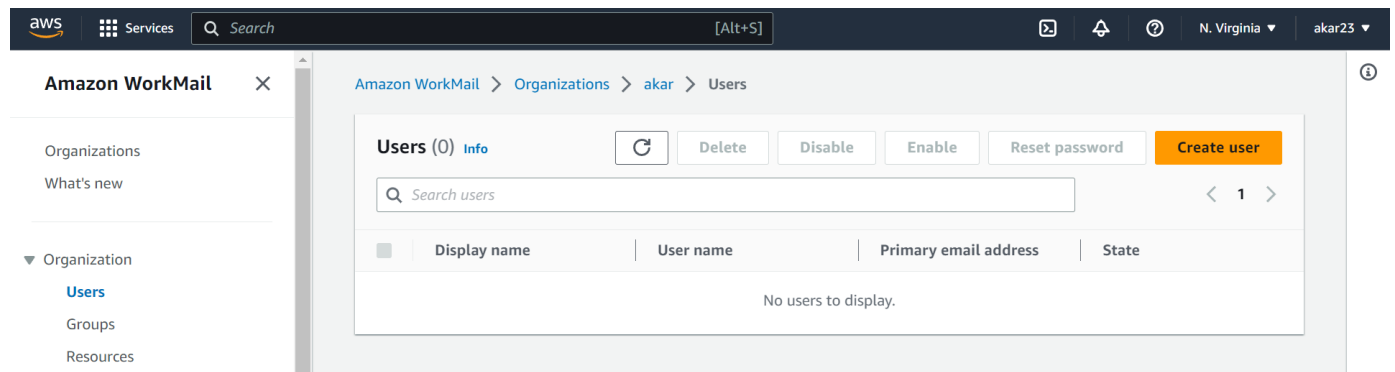 aws Services Search [Alt+S] N. Virginia akar23
Amazon WorkMail
Organizations
What's new
Organization
Users
Groups
Resources
Amazon WorkMail > Organizations > akar > Users
Users (0) Info Delete Disable Enable Reset password Create user
Search users
< 1 >
Display name User name Primary email address State
No users to display.